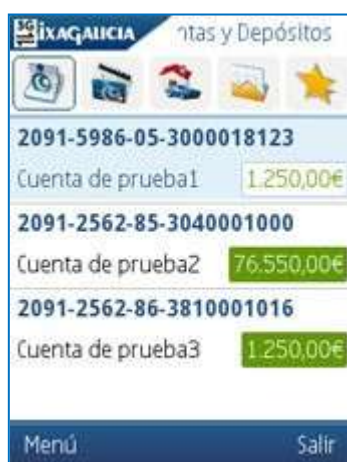 3G
iXAGALICIA ntas y Depósitos
2091-5986-05-3000018123
Cuenta de prueba1 1.250,00€
2091-2562-85-3040001000
Cuenta de prueba2 76.550,00€
2091-2562-86-3810001016
Cuenta de prueba3 1.250,00€
Menú Salir